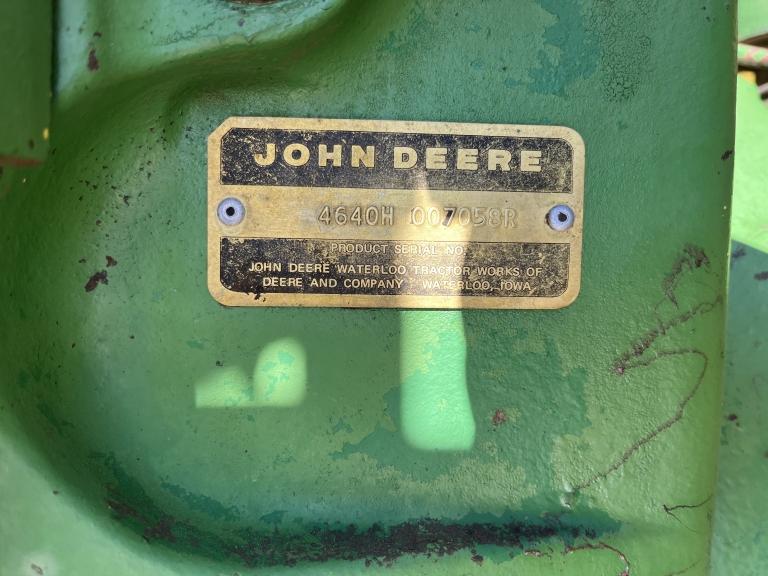 JOHN DEERE
4640H 007058R
PRODUCT SERIAL NO.
JOHN DEERE WATERLOO TRACTOR WORKS OF
DEERE AND COMPANY WATERLOO, IOWA